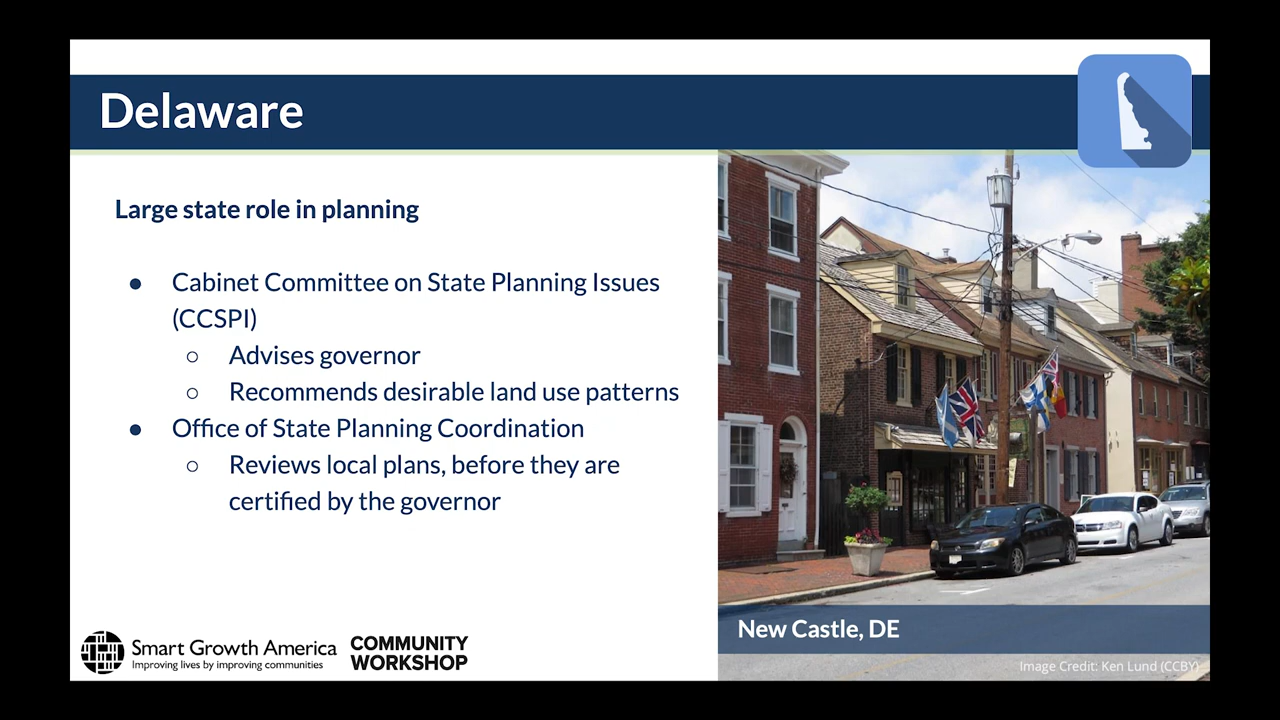 Delaware
Large state role in planning
● Cabinet Committee on State Planning Issues
(CCSPI)
○ Advises governor
○ Recommends desirable land use patterns
● Office of State Planning Coordination
○ Reviews local plans, before they are
certified by the governor
New Castle, DE
Image Credit: Ken Lund (CCBY)
Smart Growth America
Improving lives by improving communities
COMMUNITY
WORKSHOP